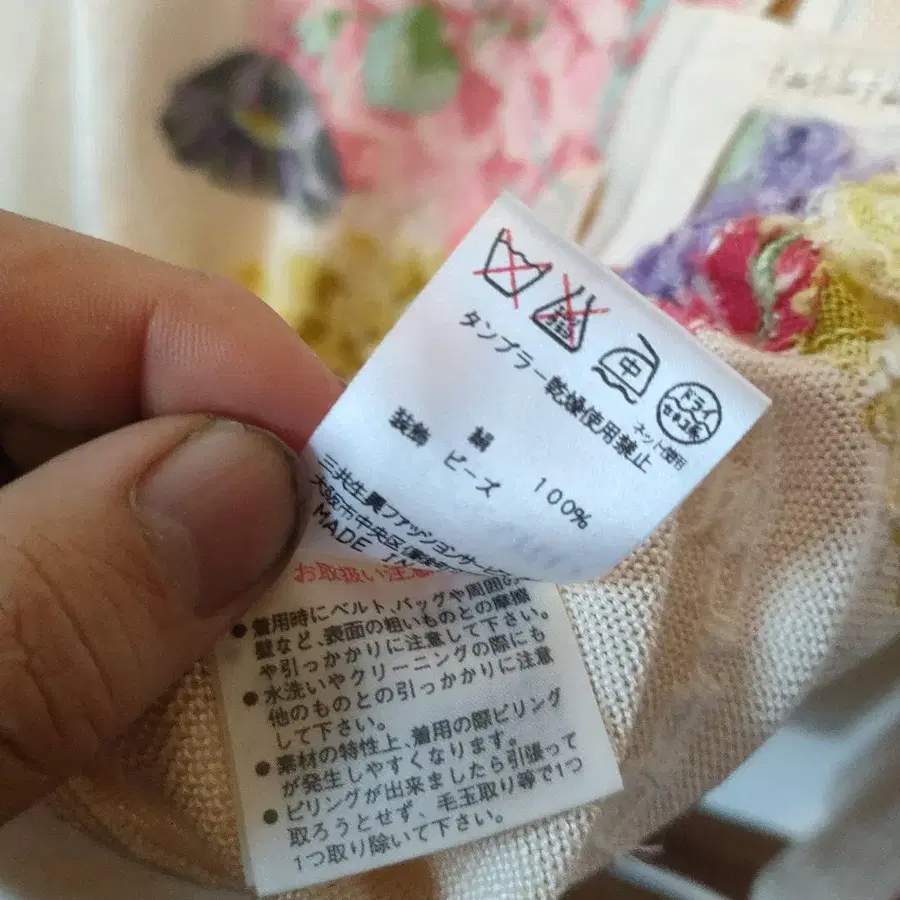 中
ドライ
セキユ系
ネット使用
タンブラー乾燥使用禁止
絹 100%
装飾 ビーズ
三共生興ファッションサービス
大阪市中央区
MADE IN
お取扱い注意
●着用時にベルト、バッグや周囲の
壁など、表面の粗いものとの摩擦
や引っかかりに注意して下さい。
●水洗いやクリーニングの際にも
他のものとの引っかかりに注意
して下さい。
●素材の特性上、着用の際ピリング
が発生しやすくなります。
●ピリングが出来ましたら引張って
取ろうとせず、毛玉取り等で1つ
1つ取り除いて下さい。